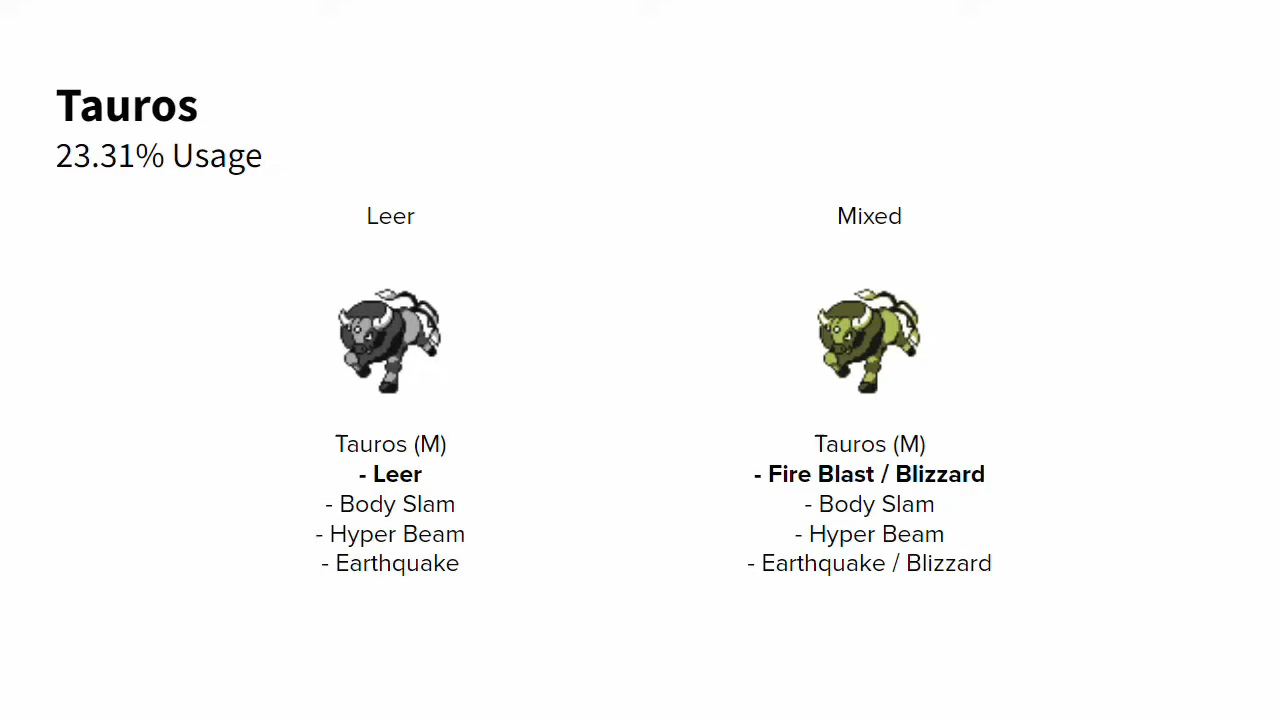 Tauros
23.31% Usage
Leer
Tauros (M)
- Leer
- Body Slam
- Hyper Beam
- Earthquake
Mixed
Tauros (M)
- Fire Blast / Blizzard
- Body Slam
- Hyper Beam
- Earthquake / Blizzard